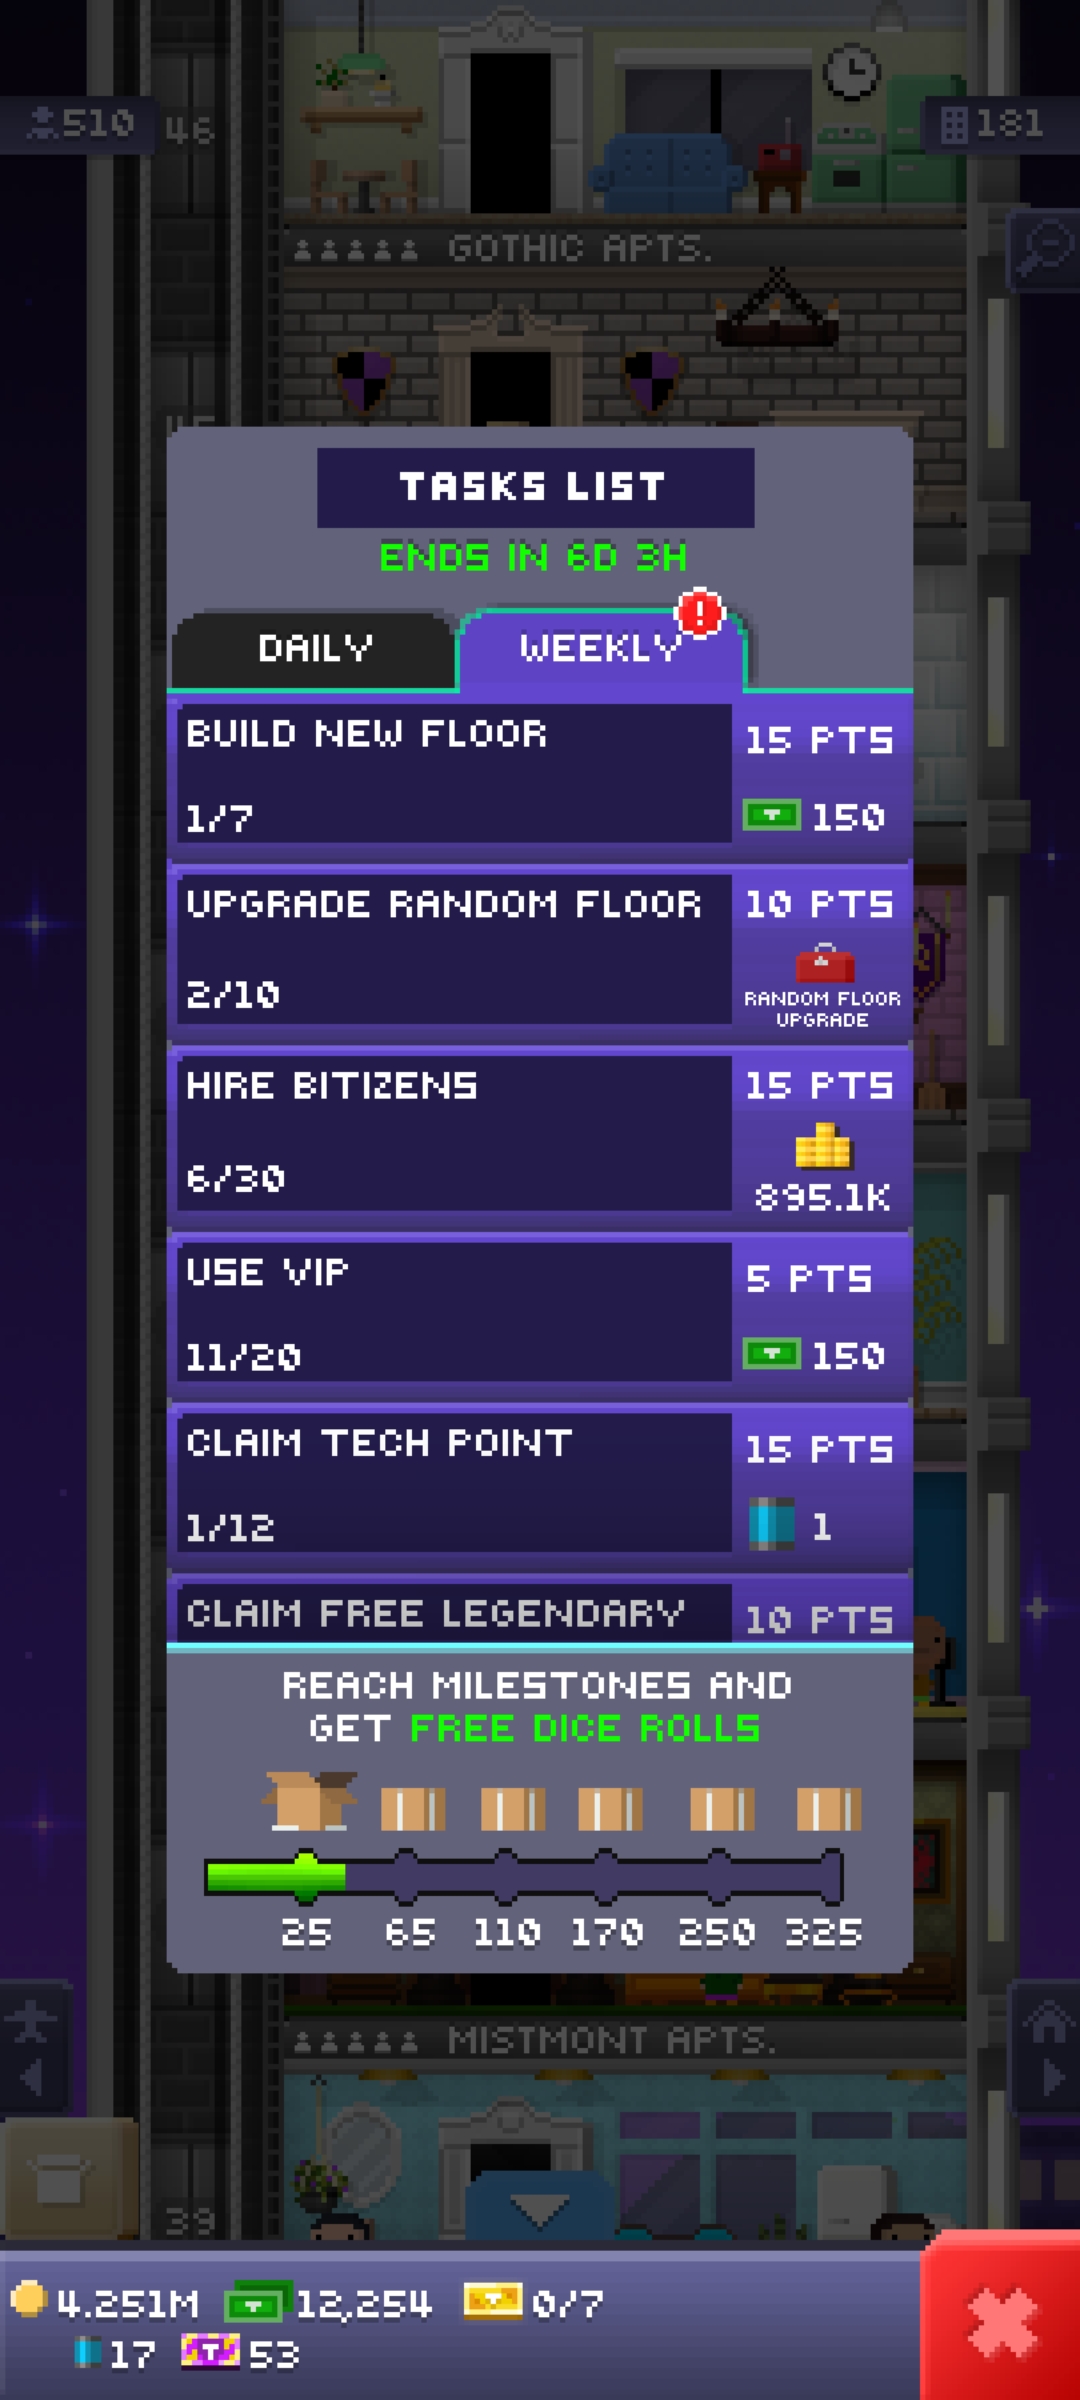 510
46
181
GOTHIC APTS.
TASKS LIST
ENDS IN 6D 3H
DAILY
WEEKLY
!
BUILD NEW FLOOR
15 PTS
1/7
150
UPGRADE RANDOM FLOOR
10 PTS
2/10
RANDOM FLOOR
UPGRADE
HIRE BITIZENS
15 PTS
6/30
895.1K
USE VIP
5 PTS
11/20
150
CLAIM TECH POINT
15 PTS
1/12
1
CLAIM FREE LEGENDARY
10 PTS
REACH MILESTONES AND
GET FREE DICE ROLLS
25 65 110 170 250 325
MISTMONT APTS.
39
4.251M 12,254 0/7
17 53